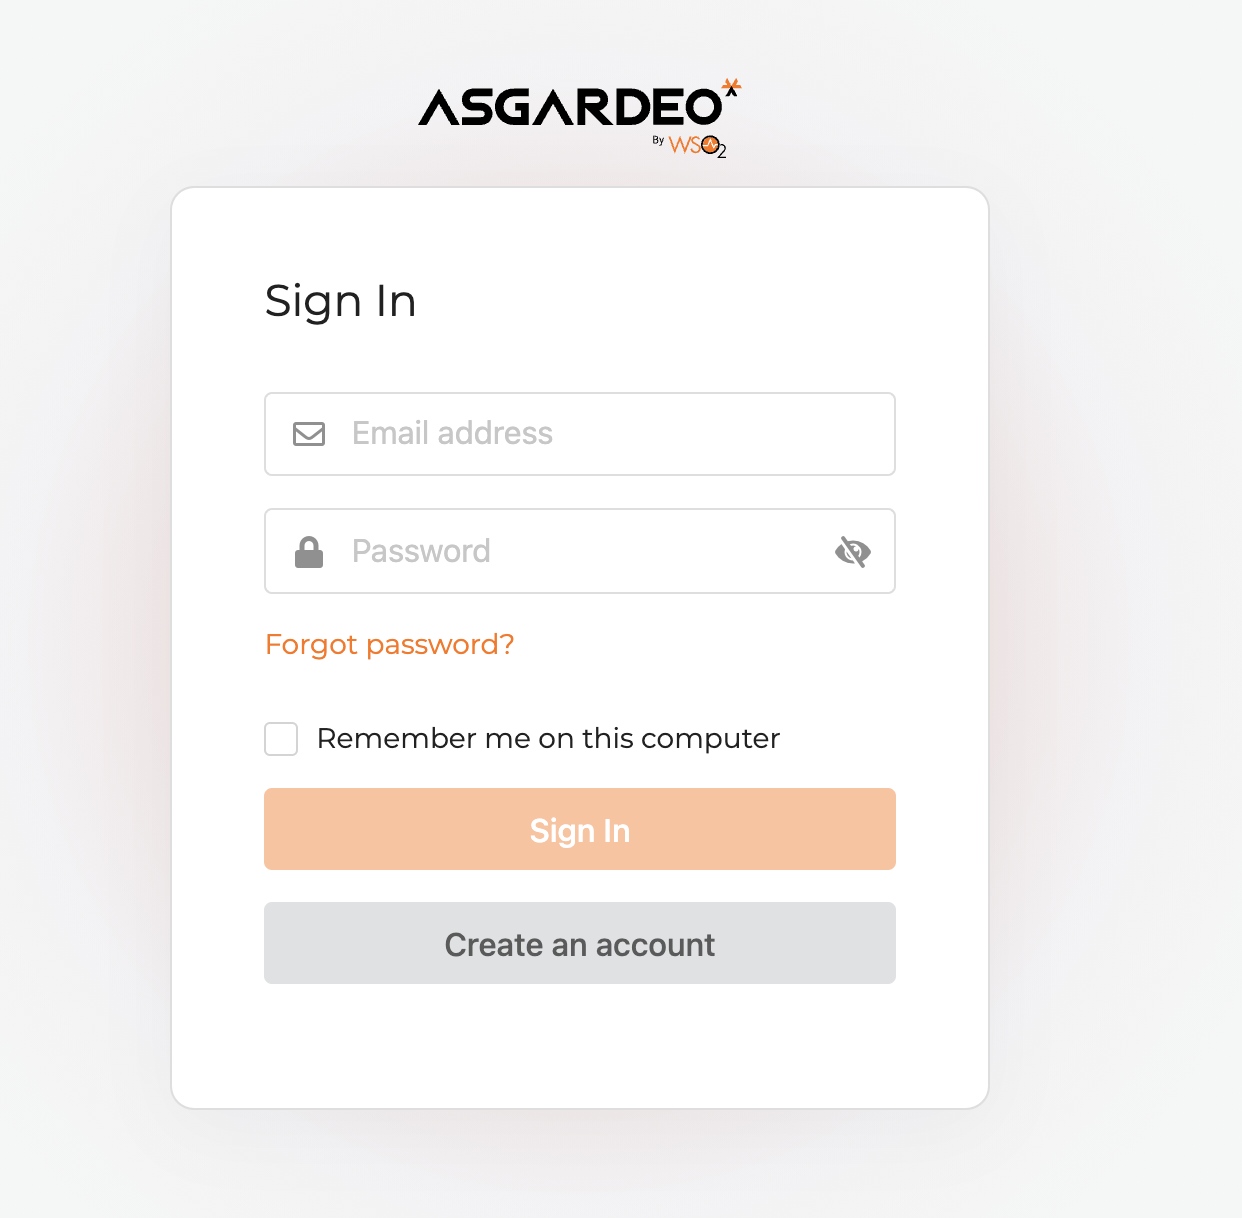 ASGARDEO
By WSO2
Sign In
Email address
Password
Forgot password?
Remember me on this computer
Sign In
Create an account